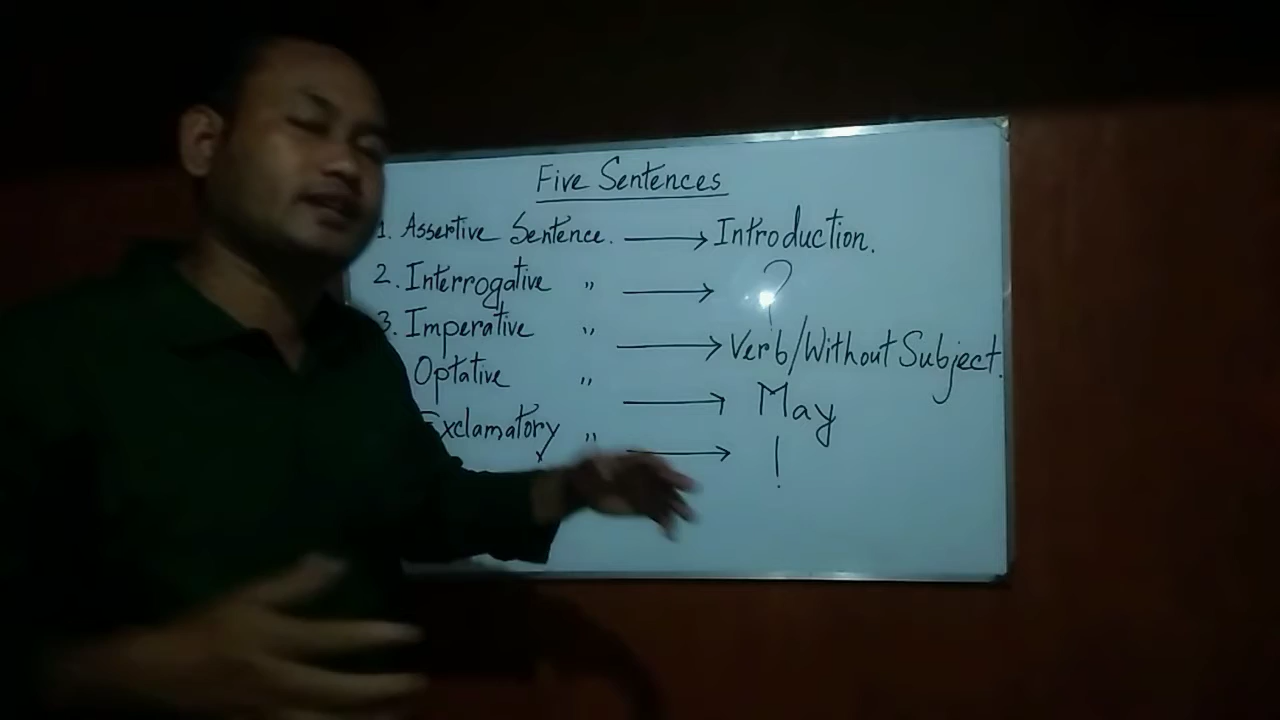 Five Sentences
1. Assertive Sentence. → Introduction.
2. Interrogative " → ?
3. Imperative " → Verb/Without Subject.
Optative " → May
Exclamatory " → !